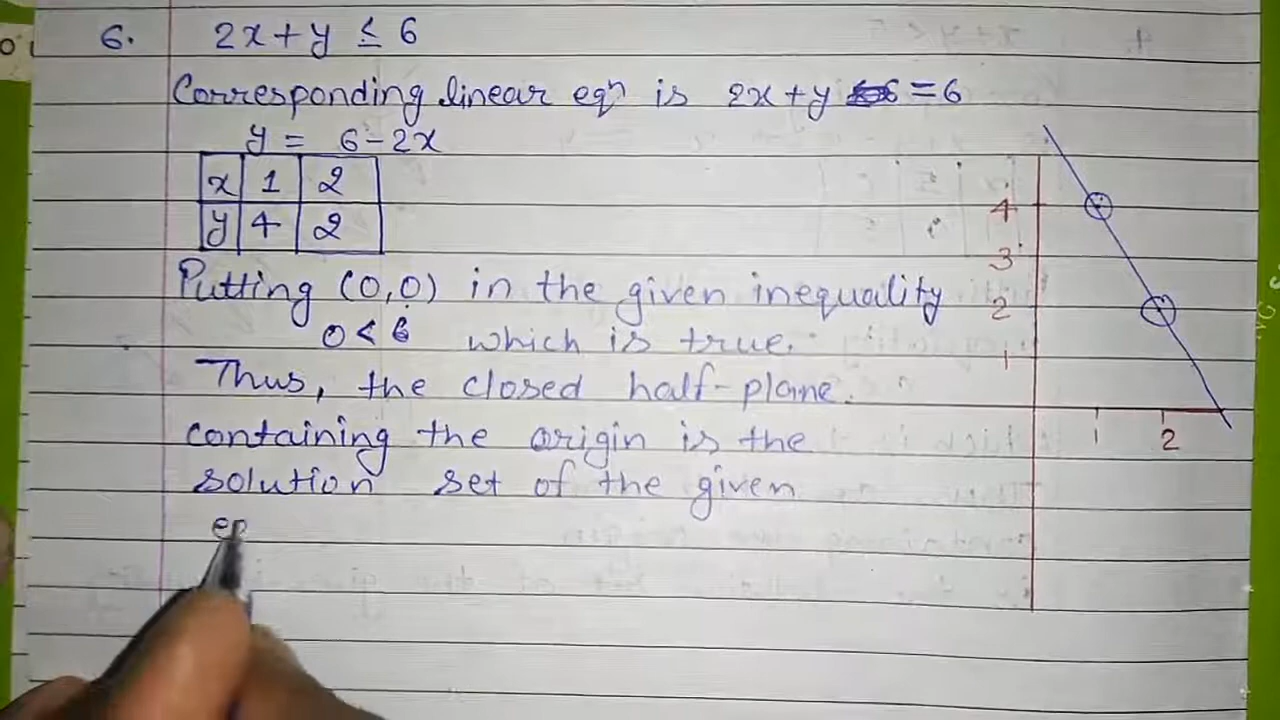 6. 2x + y ≤ 6
Corresponding linear eqⁿ is 2x + y = 6
y = 6 - 2x
x 1 2
y 4 2
Putting (0,0) in the given inequality
0 < 6 which is true.
Thus, the closed half-plane.
containing the origin is the
solution set of the given
4
3
2
1
1 2